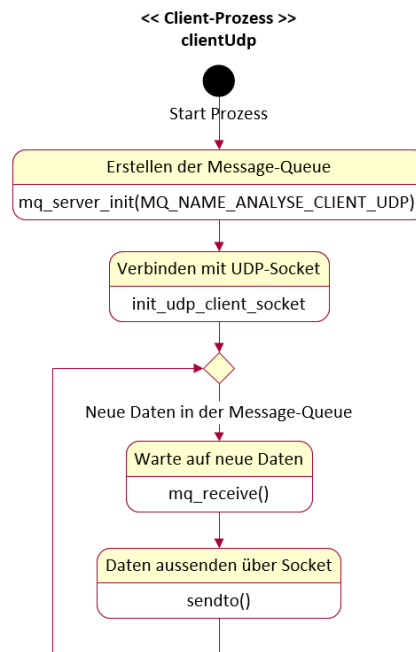 << Client-Prozess >>
clientUdp
Start Prozess
Erstellen der Message-Queue
mq_server_init(MQ_NAME_ANALYSE_CLIENT_UDP)
Verbinden mit UDP-Socket
init_udp_client_socket
Neue Daten in der Message-Queue
Warte auf neue Daten
mq_receive()
Daten aussenden über Socket
sendto()